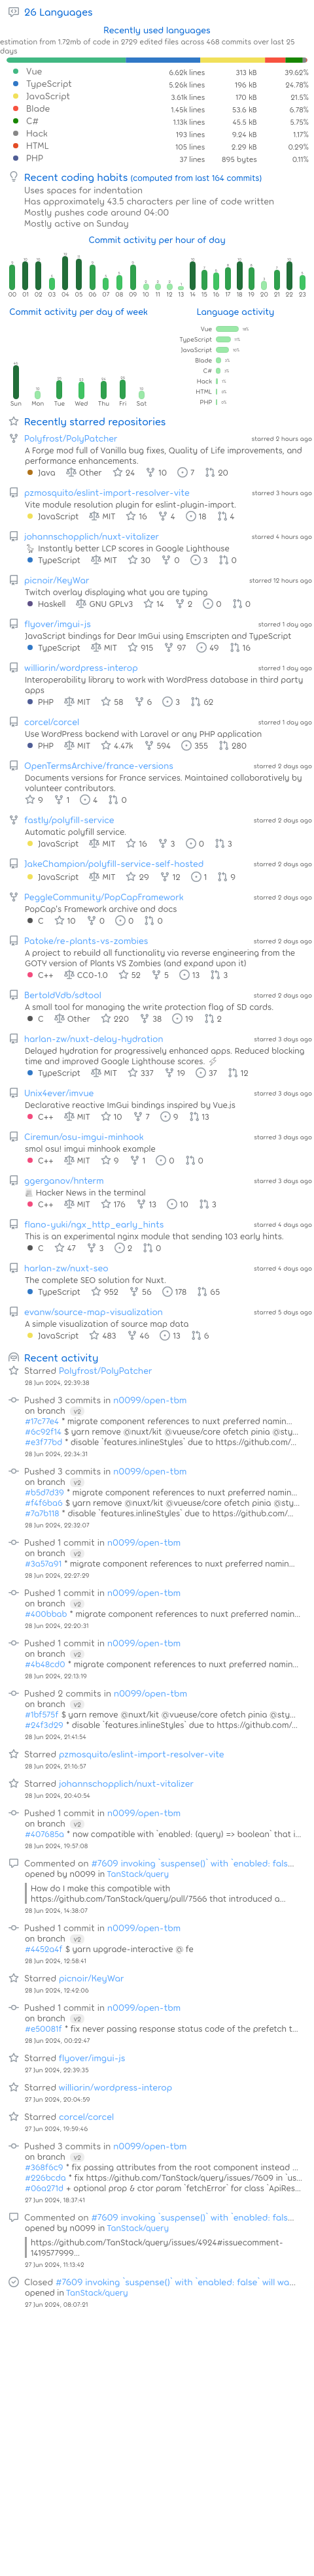 26 Languages
Recently used languages
estimation from 1.72mb of code in 2729 edited files across 468 commits over last 25
days
Vue 6.62k lines 313 kB 39.62%
TypeScript 5.26k lines 196 kB 24.78%
JavaScript 3.61k lines 170 kB 21.5%
Blade 1.45k lines 53.6 kB 6.78%
C# 1.13k lines 45.5 kB 5.75%
Hack 193 lines 9.24 kB 1.17%
HTML 105 lines 2.29 kB 0.29%
PHP 37 lines 895 bytes 0.11%
Recent coding habits (computed from last 164 commits)
Uses spaces for indentation
Has approximately 43.5 characters per line of code written
Mostly pushes code around 04:00
Mostly active on Sunday
Commit activity per hour of day
00 01 02 03 04 05 06 07 08 09 10 11 12 13 14 15 16 17 18 19 20 21 22 23
Commit activity per day of week
Sun Mon Tue Wed Thu Fri Sat
Language activity
Vue
TypeScript
JavaScript
Blade
C#
Hack
HTML
PHP
Recently starred repositories
Polyfrost/PolyPatcher starred 2 hours ago
A Forge mod full of Vanilla bug fixes, Quality of Life improvements, and
performance enhancements.
Java Other 24 10 7 20
pzmosquito/eslint-import-resolver-vite starred 3 hours ago
Vite module resolution plugin for eslint-plugin-import.
JavaScript MIT 16 4 18 4
johannschopplich/nuxt-vitalizer starred 4 hours ago
Instantly better LCP scores in Google Lighthouse
TypeScript MIT 30 0 3 0
picnoir/KeyWar starred 12 hours ago
Twitch overlay displaying what you are typing
Haskell GNU GPLv3 14 2 0 0
flyover/imgui-js starred 1 day ago
JavaScript bindings for Dear ImGui using Emscripten and TypeScript
TypeScript MIT 915 97 49 16
williarin/wordpress-interop starred 1 day ago
Interoperability library to work with WordPress database in third party
apps
PHP MIT 58 6 3 62
corcel/corcel starred 1 day ago
Use WordPress backend with Laravel or any PHP application
PHP MIT 4.47k 594 355 280
OpenTermsArchive/france-versions starred 2 days ago
Documents versions for France services. Maintained collaboratively by
volunteer contributors.
9 1 4 0
fastly/polyfill-service starred 2 days ago
Automatic polyfill service.
JavaScript MIT 16 3 0 3
JakeChampion/polyfill-service-self-hosted starred 2 days ago
JavaScript MIT 29 12 1 9
PeggleCommunity/PopCapFramework starred 2 days ago
PopCap's Framework archive and docs
C 10 0 0 0
Patoke/re-plants-vs-zombies starred 2 days ago
A project to rebuild all functionality via reverse engineering from the
GOTY version of Plants VS Zombies (and expand upon it)
C++ CC0-1.0 52 5 13 3
BertoldVdb/sdtool starred 2 days ago
A small tool for managing the write protection flag of SD cards.
C Other 220 38 19 2
harlan-zw/nuxt-delay-hydration starred 3 days ago
Delayed hydration for progressively enhanced apps. Reduced blocking
time and improved Google Lighthouse scores. ⚡
TypeScript MIT 337 19 37 12
Unix4ever/imvue starred 3 days ago
Declarative reactive ImGui bindings inspired by Vue.js
C++ MIT 10 7 9 13
Ciremun/osu-imgui-minhook starred 3 days ago
smol osu! imgui minhook example
C++ MIT 9 1 0 0
ggerganov/hnterm starred 3 days ago
Hacker News in the terminal
C++ MIT 176 13 10 3
flano-yuki/ngx_http_early_hints starred 4 days ago
This is an experimental nginx module that sending 103 early hints.
C 47 3 2 0
harlan-zw/nuxt-seo starred 4 days ago
The complete SEO solution for Nuxt.
TypeScript 952 56 178 65
evanw/source-map-visualization starred 5 days ago
A simple visualization of source map data
JavaScript 483 46 13 6
Recent activity
Starred Polyfrost/PolyPatcher
28 Jun 2024, 22:39:38
Pushed 3 commits in n0099/open-tbm
on branch v2
#17c77e4 * migrate component references to nuxt preferred namin...
#6c92f14 $ yarn remove @nuxt/kit @vueuse/core ofetch pinia @sty...
#e3f77bd * disable `features.inlineStyles` due to https://github.com/...
28 Jun 2024, 22:34:31
Pushed 3 commits in n0099/open-tbm
on branch v2
#b5d7d39 * migrate component references to nuxt preferred namin...
#f4f6ba6 $ yarn remove @nuxt/kit @vueuse/core ofetch pinia @sty...
#7a7b118 * disable `features.inlineStyles` due to https://github.com/...
28 Jun 2024, 22:32:07
Pushed 1 commit in n0099/open-tbm
on branch v2
#3a57a91 * migrate component references to nuxt preferred namin...
28 Jun 2024, 22:27:29
Pushed 1 commit in n0099/open-tbm
on branch v2
#400bbab * migrate component references to nuxt preferred namin...
28 Jun 2024, 22:20:31
Pushed 1 commit in n0099/open-tbm
on branch v2
#4b48cd0 * migrate component references to nuxt preferred namin...
28 Jun 2024, 22:13:19
Pushed 2 commits in n0099/open-tbm
on branch v2
#1bf575f $ yarn remove @nuxt/kit @vueuse/core ofetch pinia @sty...
#24f3d29 * disable `features.inlineStyles` due to https://github.com/...
28 Jun 2024, 21:41:54
Starred pzmosquito/eslint-import-resolver-vite
28 Jun 2024, 21:16:57
Starred johannschopplich/nuxt-vitalizer
28 Jun 2024, 20:40:54
Pushed 1 commit in n0099/open-tbm
on branch v2
#407685a * now compatible with `enabled: (query) => boolean` that i...
28 Jun 2024, 19:57:08
Commented on #7609 invoking `suspense()` with `enabled: fals...
opened by n0099 in TanStack/query
How do I make this compatible with
https://github.com/TanStack/query/pull/7566 that introduced a...
28 Jun 2024, 14:38:07
Pushed 1 commit in n0099/open-tbm
on branch v2
#4452a4f $ yarn upgrade-interactive @ fe
28 Jun 2024, 12:58:41
Starred picnoir/KeyWar
28 Jun 2024, 12:42:06
Pushed 1 commit in n0099/open-tbm
on branch v2
#e50081f * fix never passing response status code of the prefetch t...
28 Jun 2024, 00:22:47
Starred flyover/imgui-js
27 Jun 2024, 22:39:35
Starred williarin/wordpress-interop
27 Jun 2024, 20:04:59
Starred corcel/corcel
27 Jun 2024, 19:59:46
Pushed 3 commits in n0099/open-tbm
on branch v2
#368f6c9 * fix passing attributes from the root component instead ...
#226bcda * fix https://github.com/TanStack/query/issues/7609 in `us...
#06a271d + optional prop & ctor param `fetchError` for class `ApiRes...
27 Jun 2024, 18:37:41
Commented on #7609 invoking `suspense()` with `enabled: fals...
opened by n0099 in TanStack/query
https://github.com/TanStack/query/issues/4924#issuecomment-
1419577999...
27 Jun 2024, 11:13:42
Closed #7609 invoking `suspense()` with `enabled: false` will wa...
opened in TanStack/query
27 Jun 2024, 08:07:21